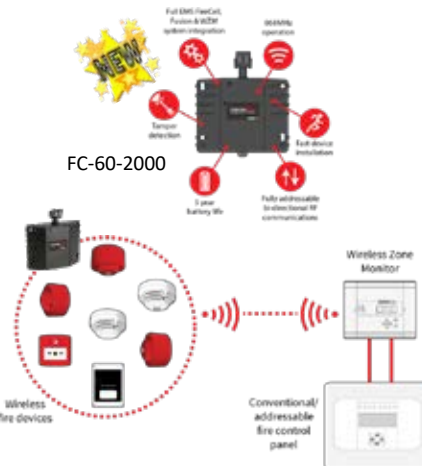 NEW
Full EMS FireCell,
Fusion & WZM
system integration
868MHz
operation
Tamper
detection
Fast device
installation
FC-60-2000
5 year
battery life
Fully addressable
bi-directional RF
communications
Wireless Zone
Monitor
Wireless
fire devices
Conventional/
addressable
fire control
panel